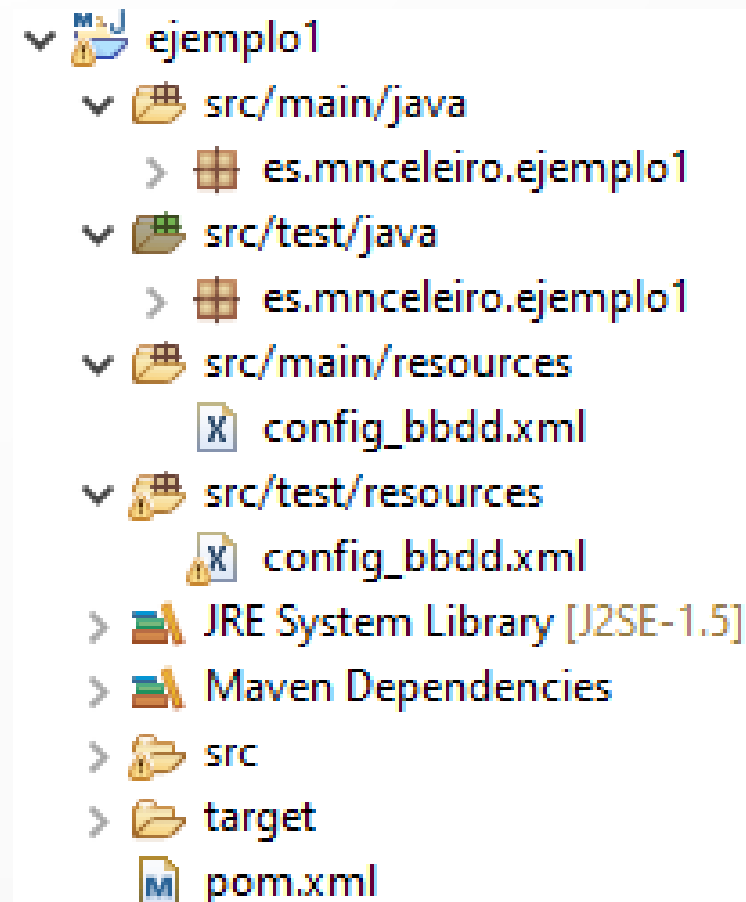 ejemplo1
src/main/java
es.mnceleiro.ejemplo1
src/test/java
es.mnceleiro.ejemplo1
src/main/resources
config_bbdd.xml
src/test/resources
config_bbdd.xml
JRE System Library [J2SE-1.5]
Maven Dependencies
src
target
pom.xml